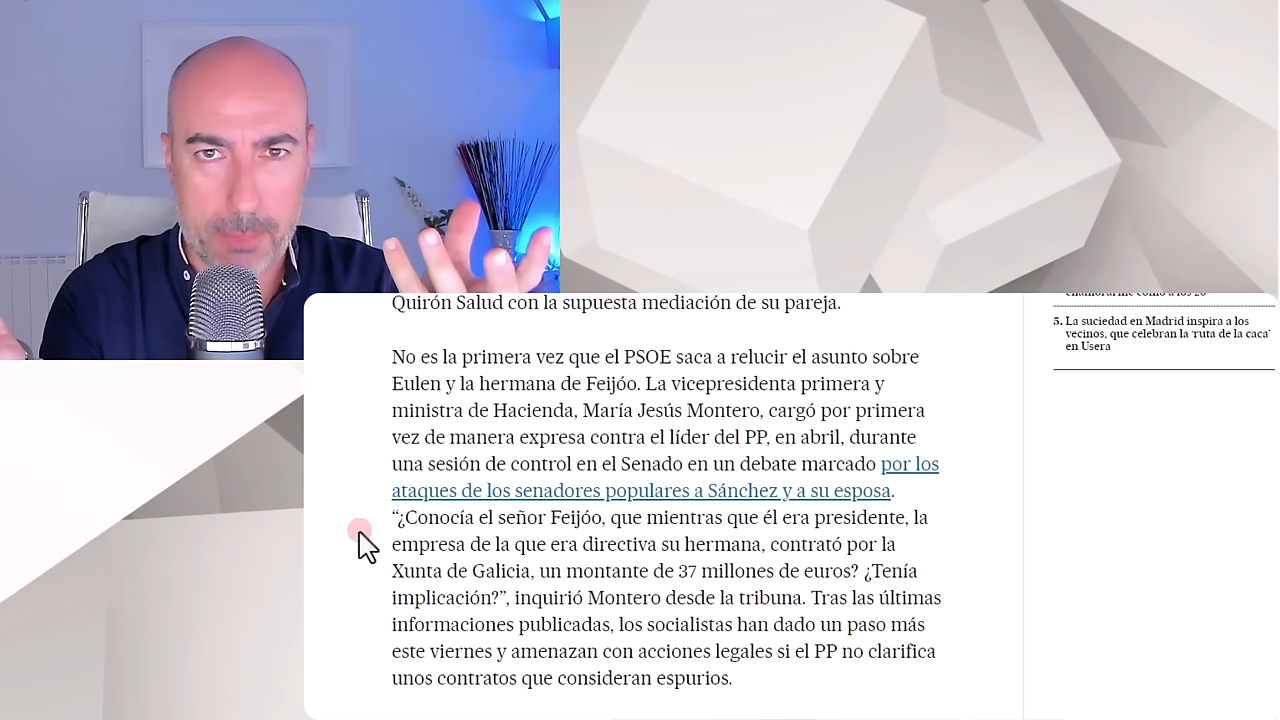 Quirón Salud con la supuesta mediación de su pareja.
No es la primera vez que el PSOE saca a relucir el asunto sobre
Eulen y la hermana de Feijóo. La vicepresidenta primera y
ministra de Hacienda, María Jesús Montero, cargó por primera
vez de manera expresa contra el líder del PP, en abril, durante
una sesión de control en el Senado en un debate marcado por los
ataques de los senadores populares a Sánchez y a su esposa.
“¿Conocía el señor Feijóo, que mientras que él era presidente, la
empresa de la que era directiva su hermana, contrató por la
Xunta de Galicia, un montante de 37 millones de euros? ¿Tenía
implicación?”, inquirió Montero desde la tribuna. Tras las últimas
informaciones publicadas, los socialistas han dado un paso más
este viernes y amenazan con acciones legales si el PP no clarifica
unos contratos que consideran espurios.
5. La suciedad en Madrid inspira a los
vecinos, que celebran la ‘ruta de la caca’
en Usera